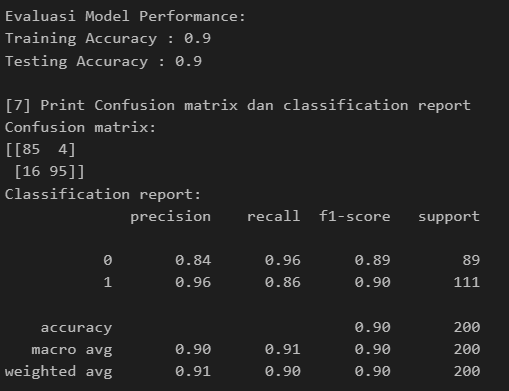 Evaluasi Model Performance:
Training Accuracy : 0.9
Testing Accuracy : 0.9
[7] Print Confusion matrix dan classification report
Confusion matrix:
[[85  4]
 [16 95]]
Classification report:
              precision    recall  f1-score   support
           0       0.84      0.96      0.89        89
           1       0.96      0.86      0.90       111
    accuracy                           0.90       200
   macro avg       0.90      0.91      0.90       200
weighted avg       0.91      0.90      0.90       200